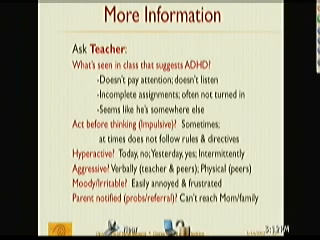 More Information
Ask Teacher:
What's seen in class that suggests ADHD?
-Doesn't pay attention; doesn't listen
-Incomplete assignments; often not turned in
-Seems like he's somewhere else
Act before thinking (Impulsive)? Sometimes;
at times does not follow rules & directives
Hyperactive? Today, no; Yesterday, yes; Intermittently
Aggressive? Verbally (teacher & peers); Physical (peers)
Moody/Irritable? Easily annoyed & frustrated
Parent notified (probs/referral)? Can't reach Mom/family